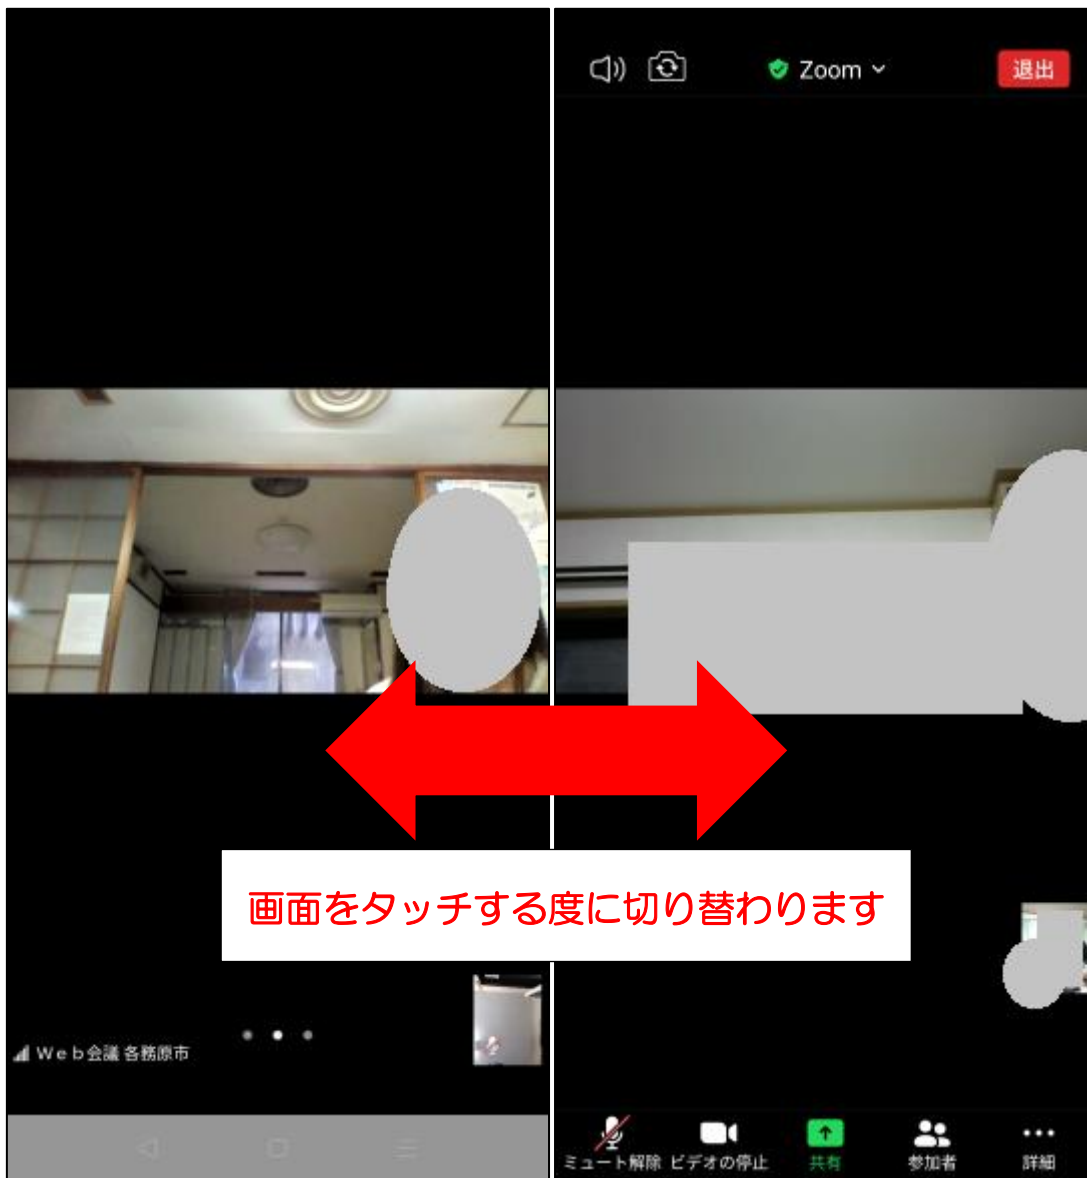 Zoom
退出
画面をタッチする度に切り替わります
Ｗｅｂ会議 各務原市
ミュート解除 ビデオの停止 共有 参加者 詳細